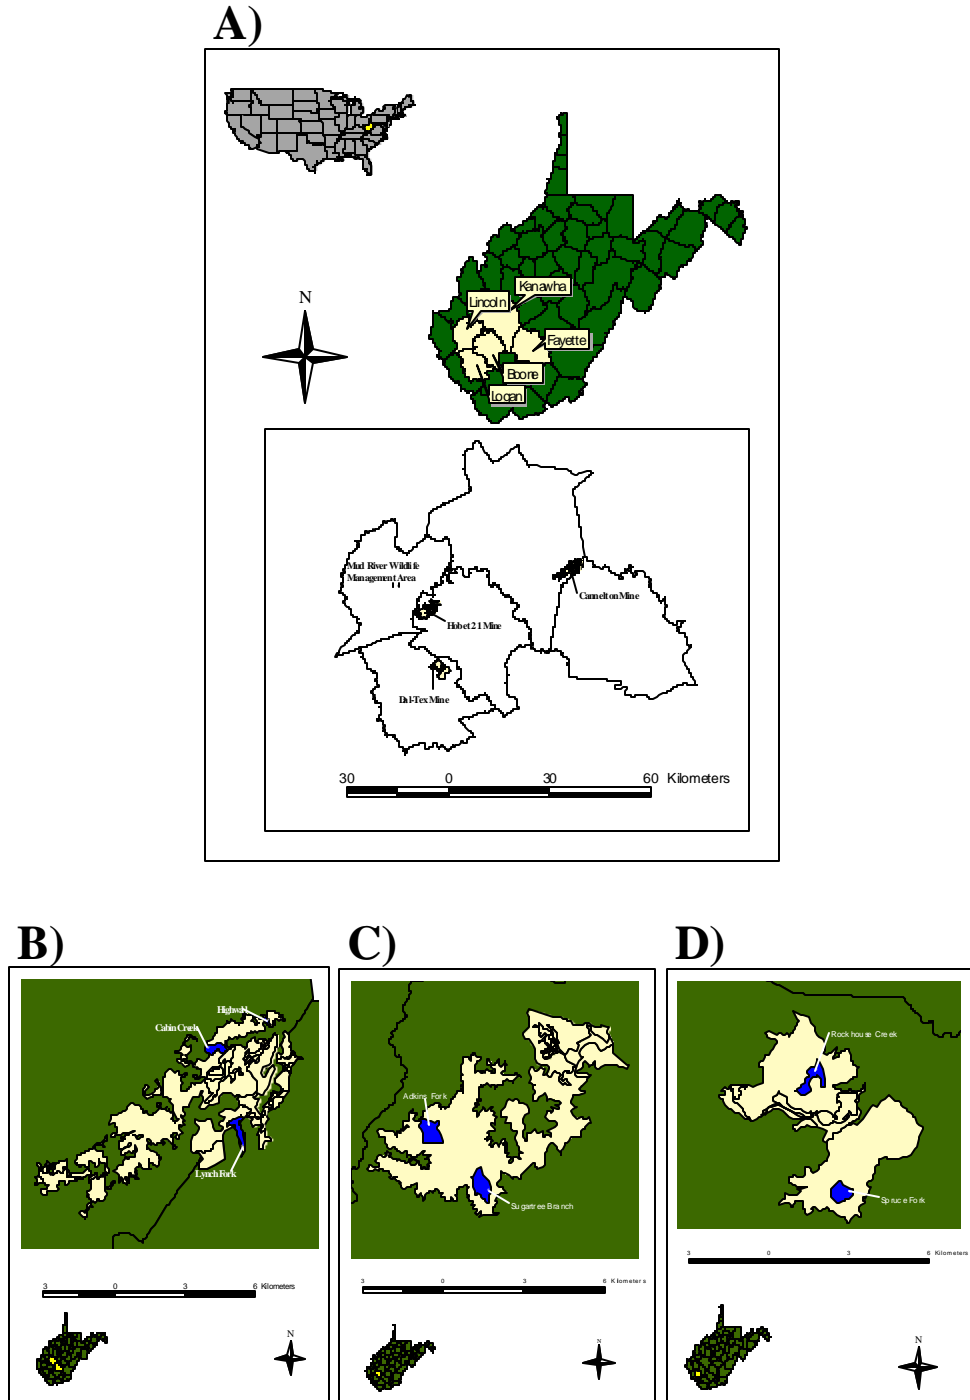 A)
Kanawha
Lincoln
N
Fayette
Boone
Logan
Mud River Wildlife
Management Area
Cannelton Mine
Hobet 21 Mine
Dal-Tex Mine
30 0 30 60 Kilometers
B)
Highwall
Cabin Creek
Lynch Fork
3 0 3 6 Kilometers
N
C)
Adkins Fork
Sugartree Branch
3 0 3 6 Kilometers
N
D)
Rockhouse Creek
Spruce Fork
3 0 3 6 Kilometers
N